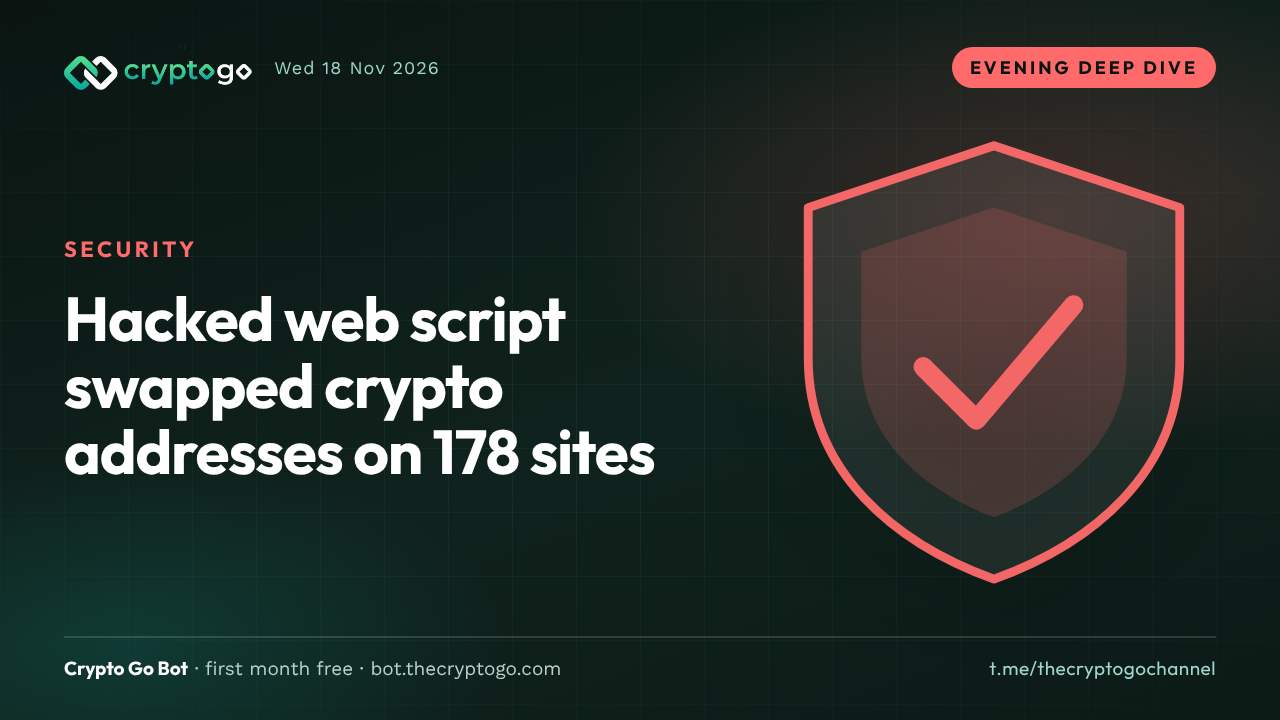 cryptogo
Wed 18 Nov 2026
EVENING DEEP DIVE
SECURITY
Hacked web script
swapped crypto
addresses on 178 sites
Crypto Go Bot · first month free · bot.thecryptogo.com
t.me/thecryptogochannel